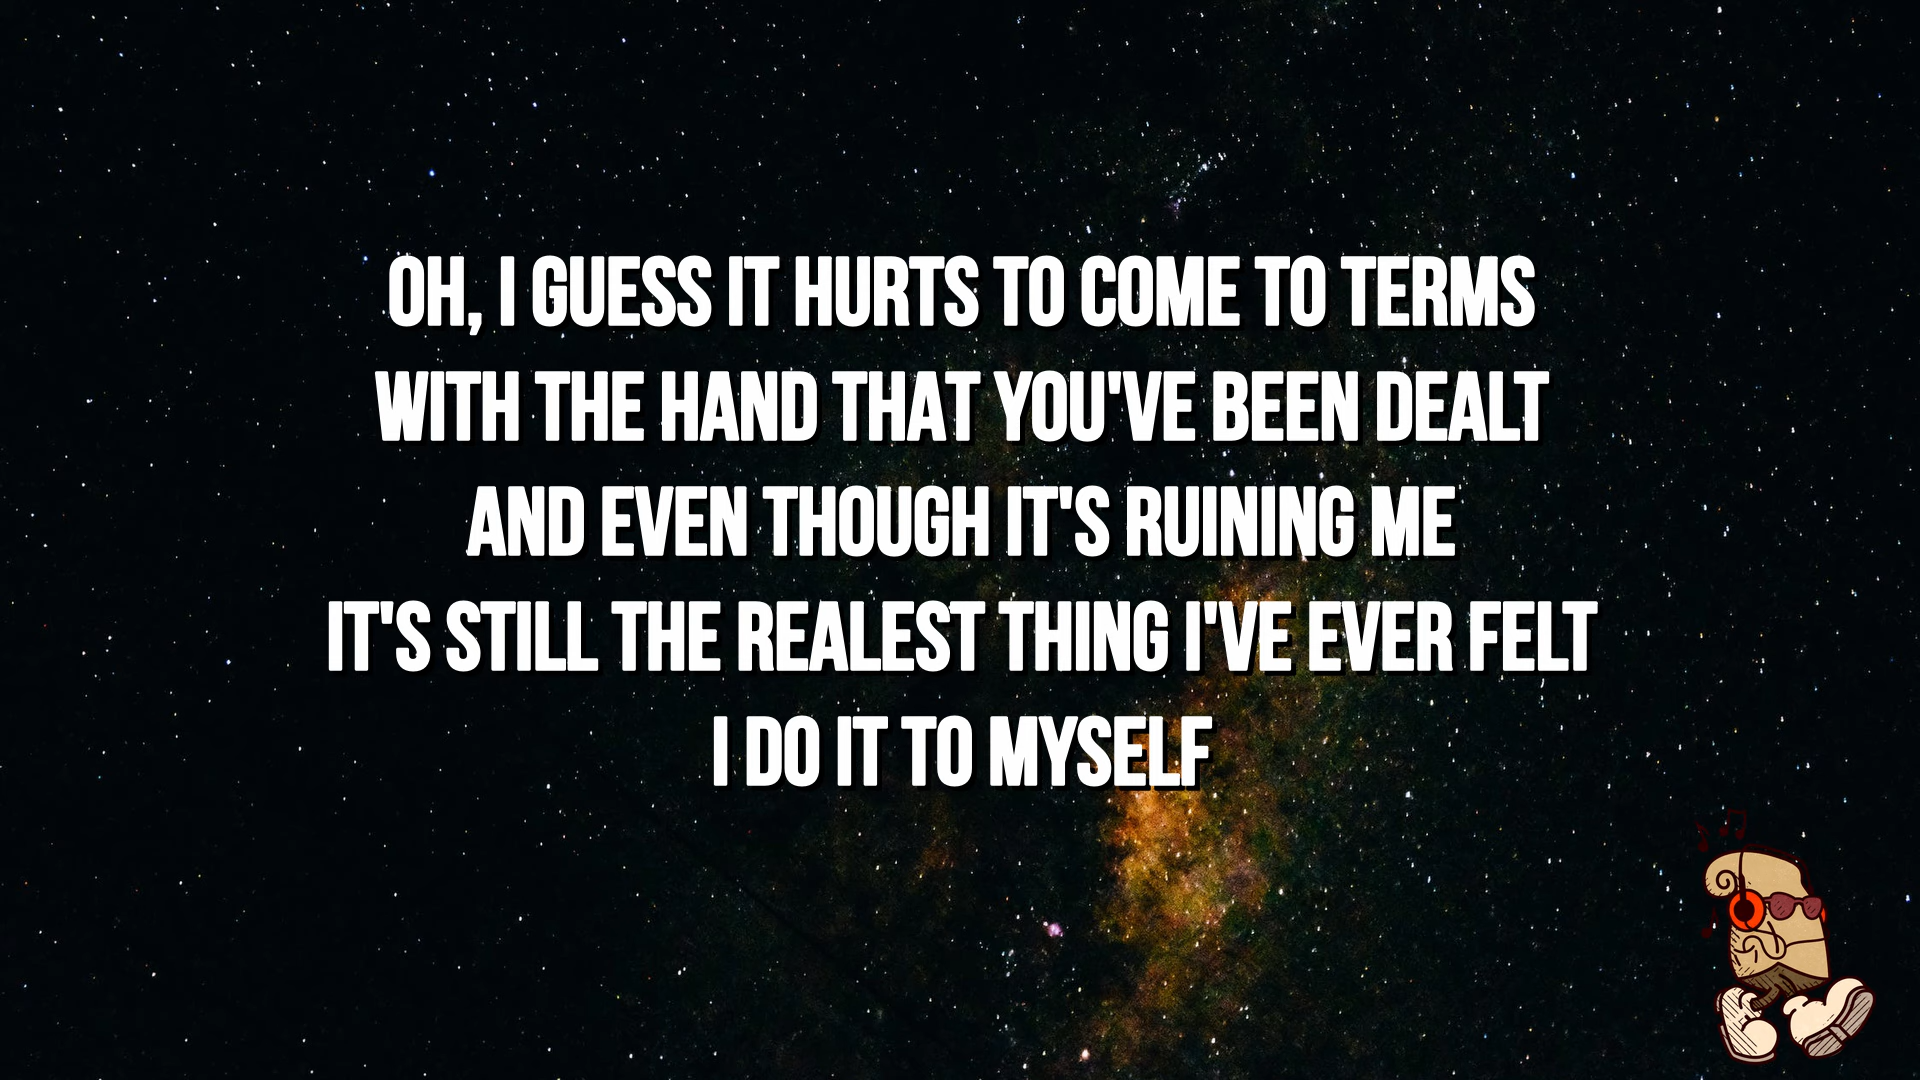 OH, I GUESS IT HURTS TO COME TO TERMS
WITH THE HAND THAT YOU'VE BEEN DEALT
AND EVEN THOUGH IT'S RUINING ME
IT'S STILL THE REALEST THING I'VE EVER FELT
I DO IT TO MYSELF